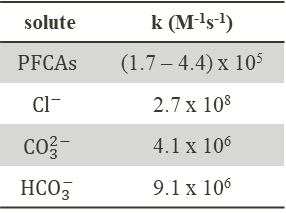 solute k (M⁻¹s⁻¹)
PFCAs (1.7 – 4.4) x 10⁵
Cl⁻ 2.7 x 10⁸
CO₃²⁻ 4.1 x 10⁶
HCO₃⁻ 9.1 x 10⁶